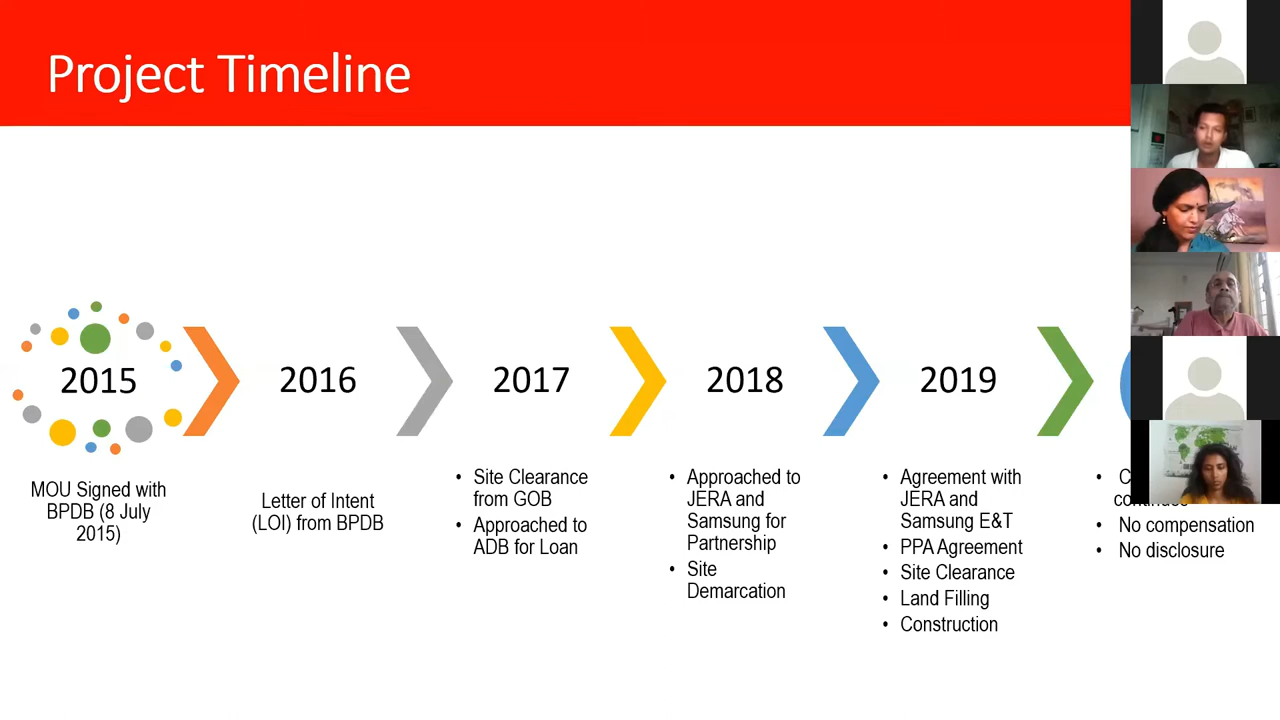 Project Timeline
2015
2016
2017
2018
2019
MOU Signed with
BPDB (8 July
2015)
Letter of Intent
(LOI) from BPDB
• Site Clearance
from GOB
• Approached to
ADB for Loan
• Approached to
JERA and
Samsung for
Partnership
• Site
Demarcation
• Agreement with
JERA and
Samsung E&T
• PPA Agreement
• Site Clearance
• Land Filling
• Construction
• C
continues
• No compensation
• No disclosure